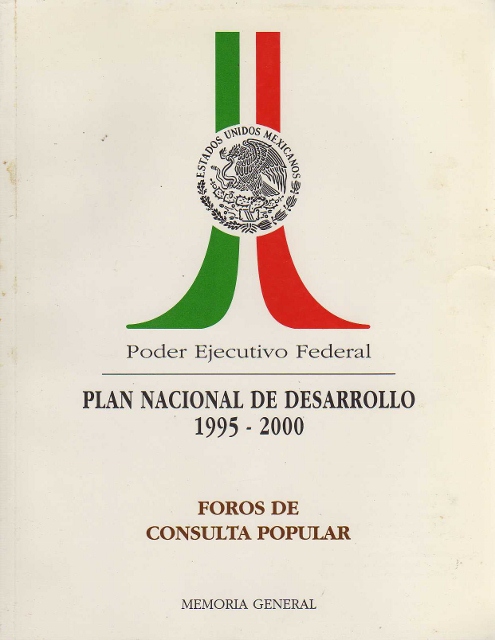 ESTADOS UNIDOS MEXICANOS
Poder Ejecutivo Federal
PLAN NACIONAL DE DESARROLLO
1995 - 2000
FOROS DE
CONSULTA POPULAR
MEMORIA GENERAL